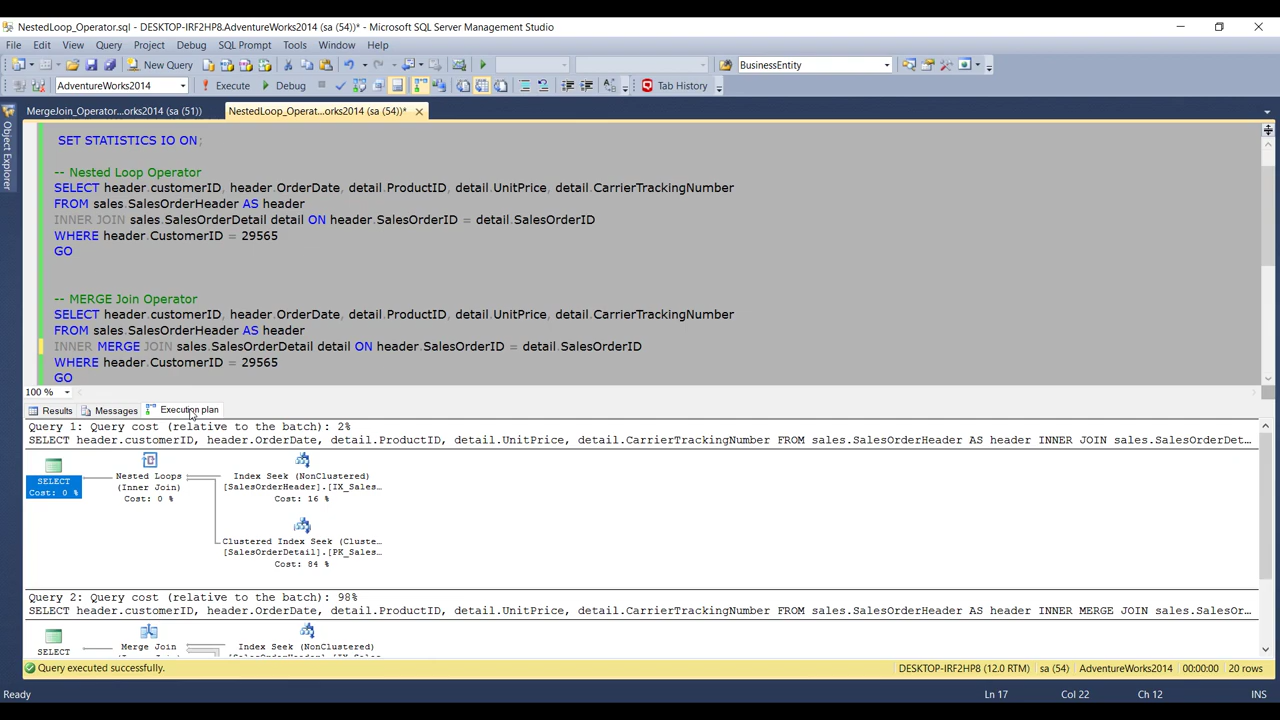 NestedLoop_Operator.sql - DESKTOP-IRF2HP8.AdventureWorks2014 (sa (54))* - Microsoft SQL Server Management Studio
File Edit View Query Project Debug SQL Prompt Tools Window Help
New Query BusinessEntity
AdventureWorks2014 Execute Debug Tab History
MergeJoin_Operator...orks2014 (sa (51)) NestedLoop_Operat...orks2014 (sa (54))*
Object Explorer
SET STATISTICS IO ON;
-- Nested Loop Operator
SELECT header.customerID, header.OrderDate, detail.ProductID, detail.UnitPrice, detail.CarrierTrackingNumber
FROM sales.SalesOrderHeader AS header
INNER JOIN sales.SalesOrderDetail detail ON header.SalesOrderID = detail.SalesOrderID
WHERE header.CustomerID = 29565
GO
-- MERGE Join Operator
SELECT header.customerID, header.OrderDate, detail.ProductID, detail.UnitPrice, detail.CarrierTrackingNumber
FROM sales.SalesOrderHeader AS header
INNER MERGE JOIN sales.SalesOrderDetail detail ON header.SalesOrderID = detail.SalesOrderID
WHERE header.CustomerID = 29565
GO
100 %
Results Messages Execution plan
Query 1: Query cost (relative to the batch): 2%
SELECT header.customerID, header.OrderDate, detail.ProductID, detail.UnitPrice, detail.CarrierTrackingNumber FROM sales.SalesOrderHeader AS header INNER JOIN sales.SalesOrderDet...
SELECT
Cost: 0 %
Nested Loops
(Inner Join)
Cost: 0 %
Index Seek (NonClustered)
[SalesOrderHeader].[IX_Sales...
Cost: 16 %
Clustered Index Seek (Cluste...
[SalesOrderDetail].[PK_Sales...
Cost: 84 %
Query 2: Query cost (relative to the batch): 98%
SELECT header.customerID, header.OrderDate, detail.ProductID, detail.UnitPrice, detail.CarrierTrackingNumber FROM sales.SalesOrderHeader AS header INNER MERGE JOIN sales.SalesOr...
SELECT
Merge Join
Index Seek (NonClustered)
Query executed successfully. DESKTOP-IRF2HP8 (12.0 RTM) sa (54) AdventureWorks2014 00:00:00 20 rows
Ready Ln 17 Col 22 Ch 12 INS